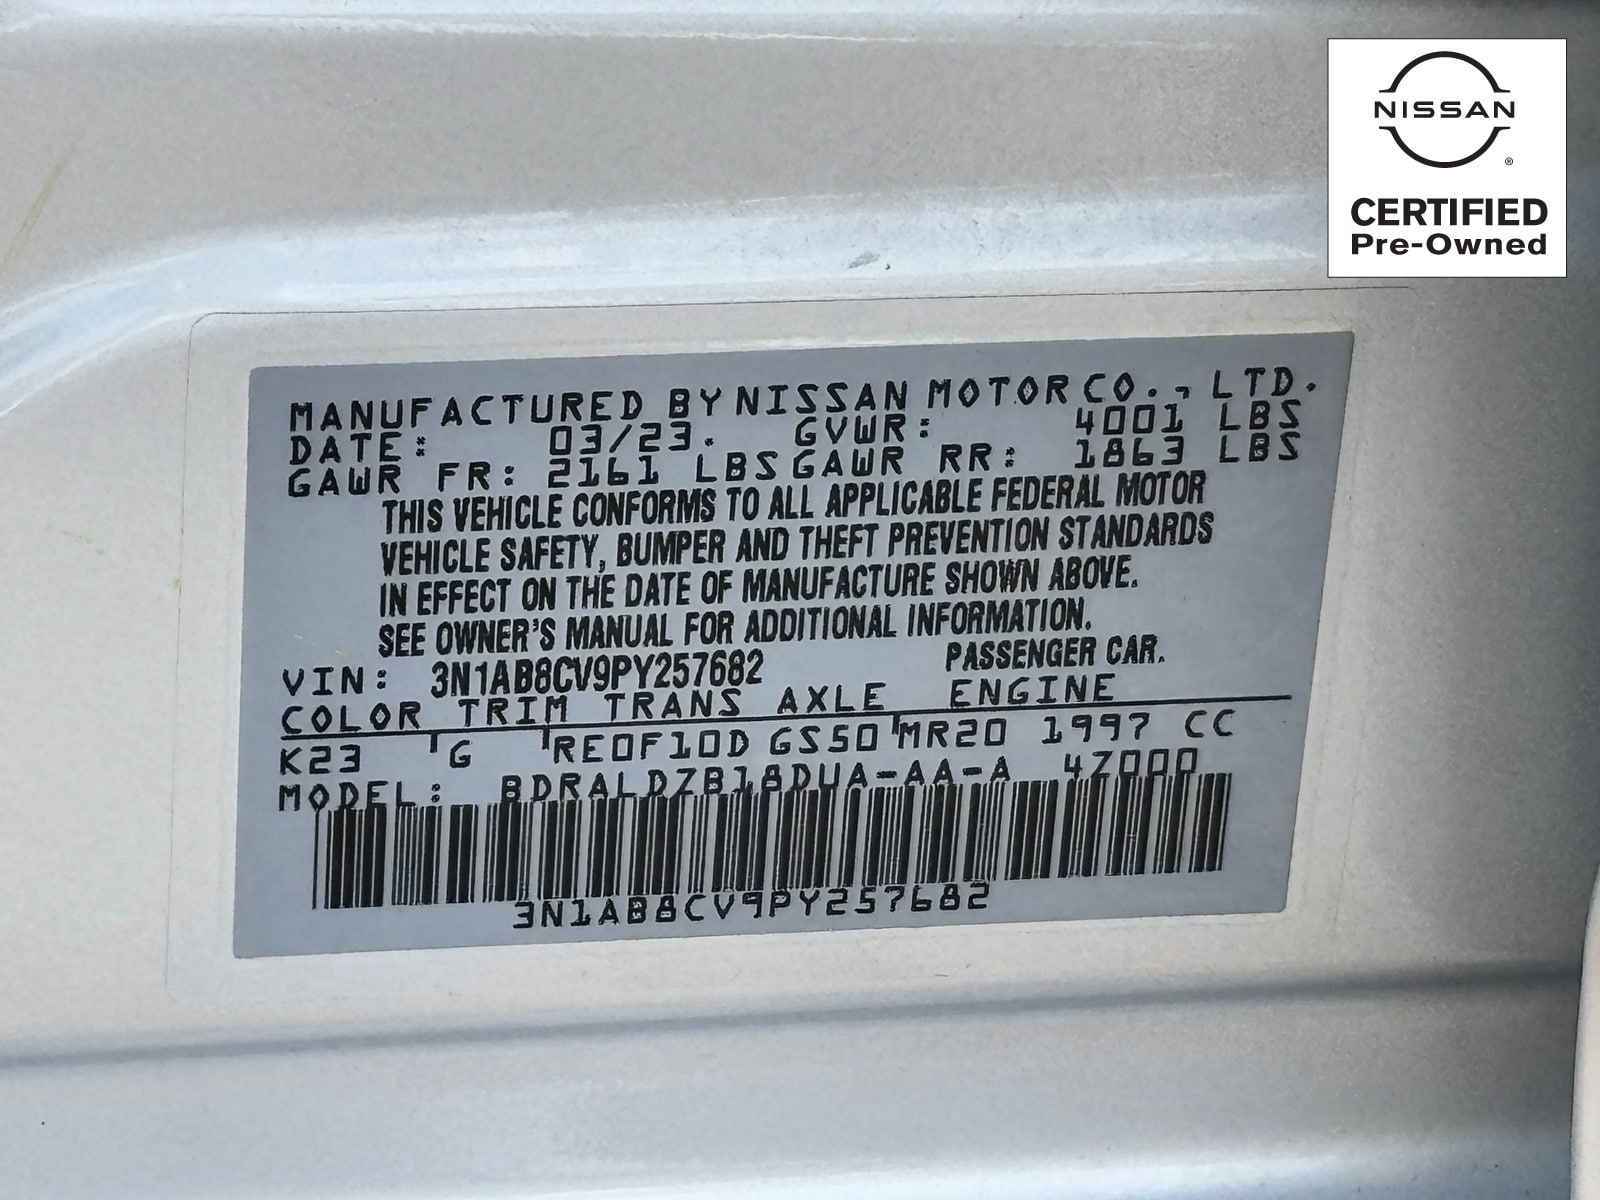 NISSAN
®
CERTIFIED
Pre-Owned
MANUFACTURED BY NISSAN MOTOR CO., LTD.
DATE: 03/23. GVWR: 4001 LBS
GAWR FR: 2161 LBS GAWR RR: 1863 LBS
THIS VEHICLE CONFORMS TO ALL APPLICABLE FEDERAL MOTOR
VEHICLE SAFETY, BUMPER AND THEFT PREVENTION STANDARDS
IN EFFECT ON THE DATE OF MANUFACTURE SHOWN ABOVE.
SEE OWNER'S MANUAL FOR ADDITIONAL INFORMATION.
VIN: 3N1AB8CV9PY257682 PASSENGER CAR.
COLOR TRIM TRANS AXLE ENGINE
K23 G RE0F10D GS50 MR20 1997 CC
MODEL: BDRALDZB18DUA-AA-A 4Z000
3N1AB8CV9PY257682